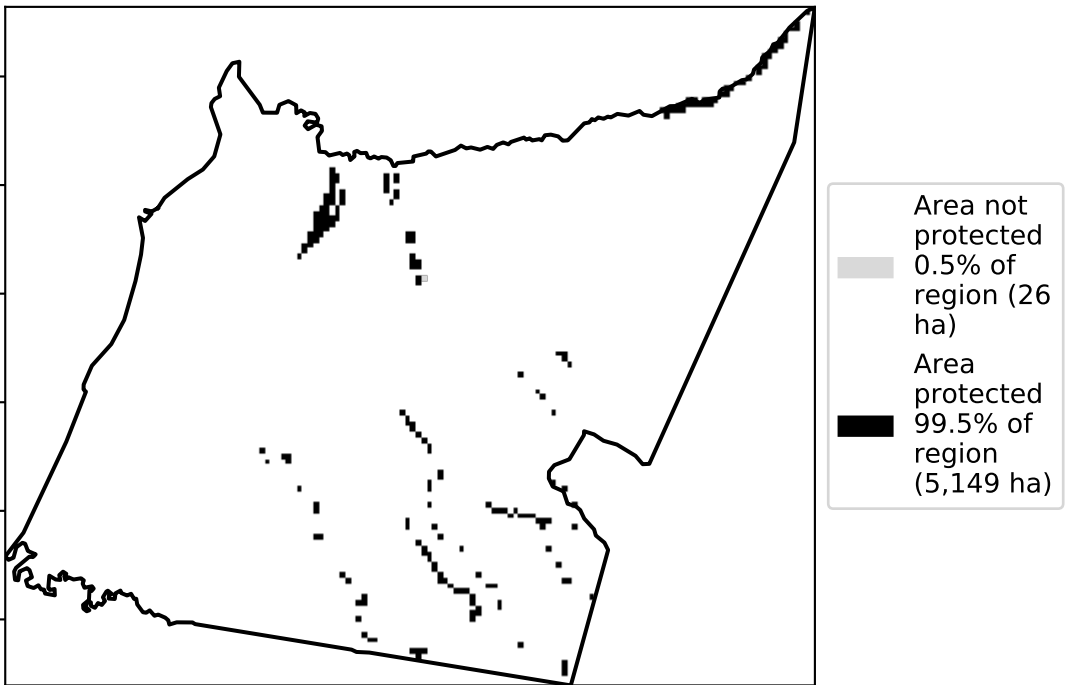 Area not
protected
0.5% of
region (26
ha)
Area
protected
99.5% of
region
(5,149 ha)